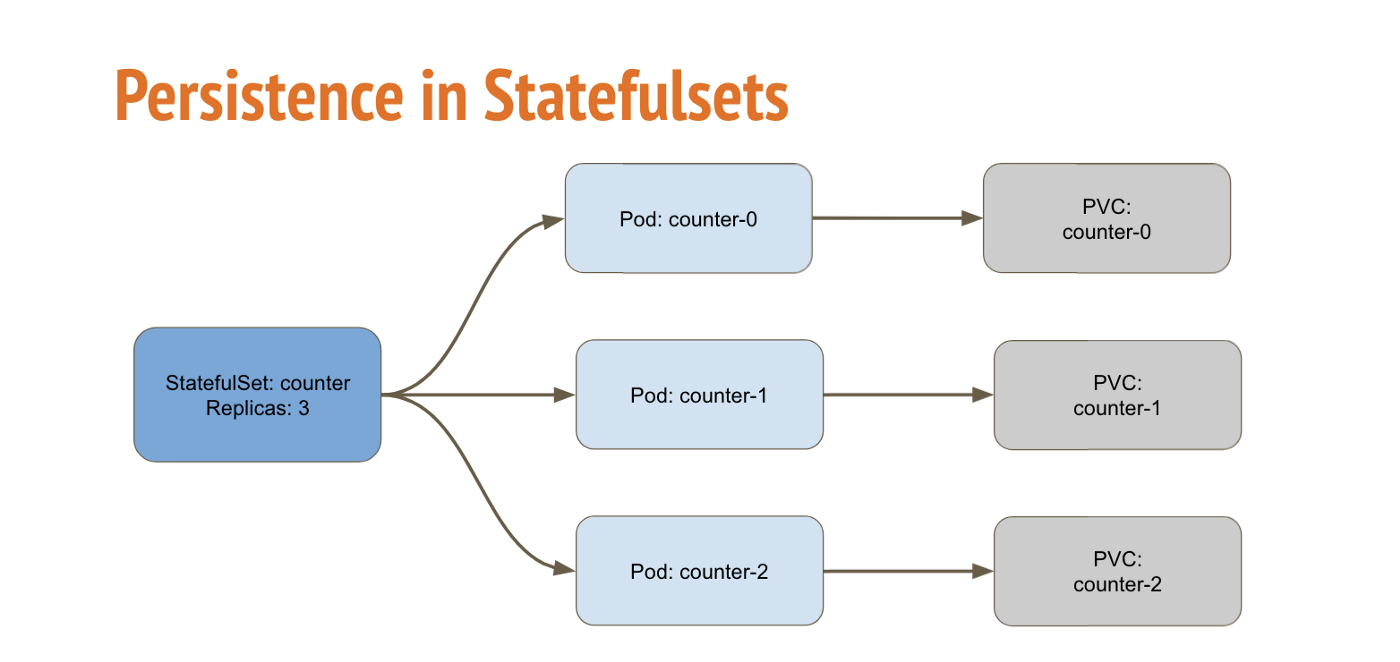 Persistence in Statefulsets
Pod: counter-0
PVC:
counter-0
StatefulSet: counter
Replicas: 3
Pod: counter-1
PVC:
counter-1
Pod: counter-2
PVC:
counter-2